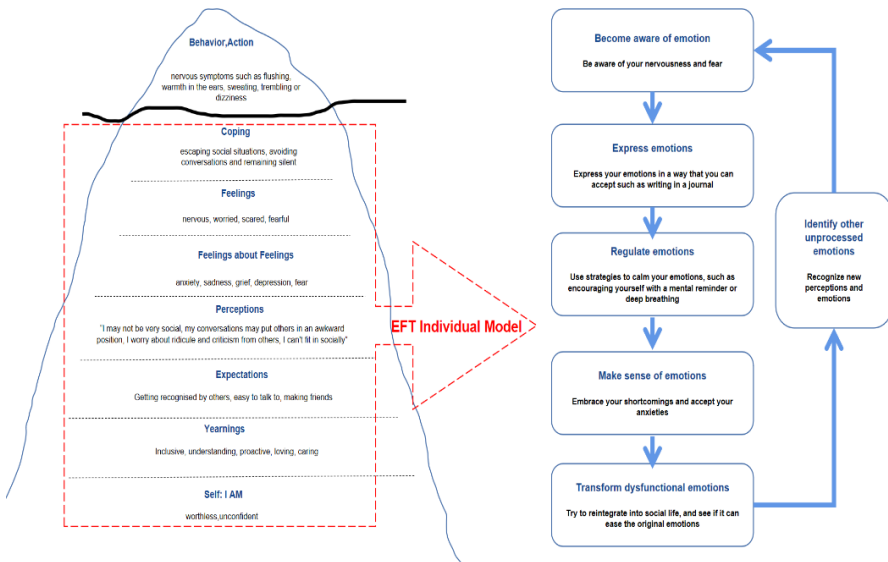 Behavior,Action
nervous symptoms such as flushing,
warmth in the ears, sweating, trembling or
dizziness
Coping
escaping social situations, avoiding
conversations and remaining silent
Feelings
nervous, worried, scared, fearful
Feelings about Feelings
anxiety, sadness, grief, depression, fear
Perceptions
"I may not be very social, my conversations may put others in an awkward
position, I worry about ridicule and criticism from others, I can't fit in socially"
Expectations
Getting recognised by others, easy to talk to, making friends
Yearnings
Inclusive, understanding, proactive, loving, caring
Self: I AM
worthless,unconfident
EFT Individual Model
Become aware of emotion
Be aware of your nervousness and fear
Express emotions
Express your emotions in a way that you can
accept such as writing in a journal
Regulate emotions
Use strategies to calm your emotions, such as
encouraging yourself with a mental reminder or
deep breathing
Make sense of emotions
Embrace your shortcomings and accept your
anxieties
Transform dysfunctional emotions
Try to reintegrate into social life, and see if it can
ease the original emotions
Identify other
unprocessed
emotions
Recognize new
perceptions and
emotions